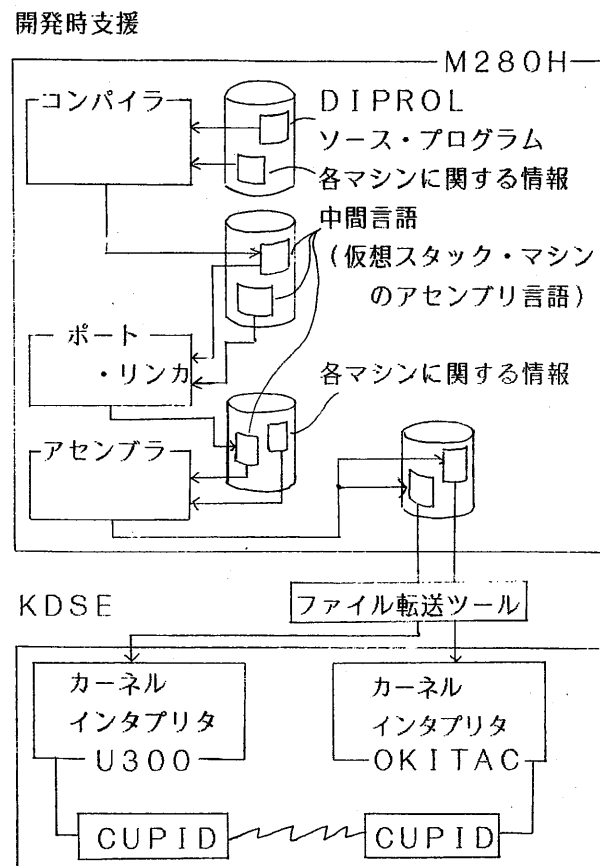 開発時支援
M280H
コンパイラ
DIPROL
ソース・プログラム
各マシンに関する情報
中間言語
(仮想スタック・マシン
のアセンブリ言語)
ポート
・リンカ
各マシンに関する情報
アセンブラ
KDSE
ファイル転送ツール
カーネル
インタプリタ
U300
カーネル
インタプリタ
OKITAC
CUPID
CUPID